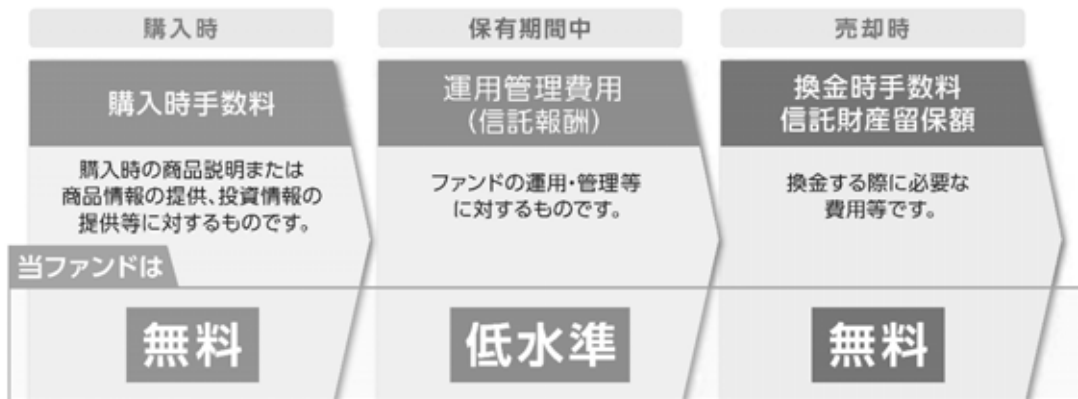 購入時
保有期間中
売却時
購入時手数料
運用管理費用
（信託報酬）
換金時手数料
信託財産留保額
購入時の商品説明または
商品情報の提供、投資情報の
提供等に対するものです。
ファンドの運用・管理等
に対するものです。
換金する際に必要な
費用等です。
当ファンドは
無料
低水準
無料